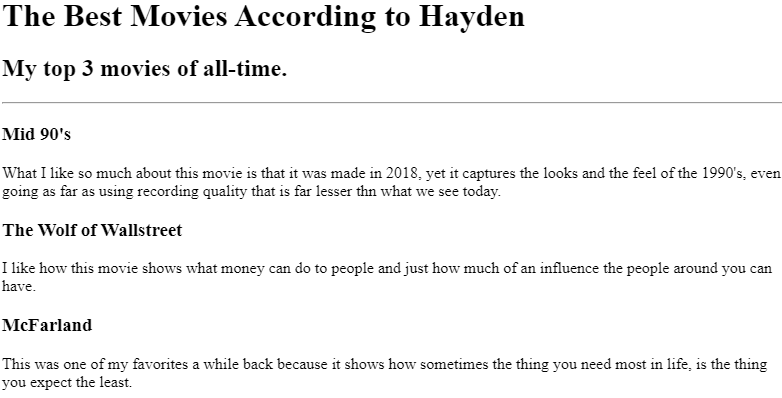 The Best Movies According to Hayden
My top 3 movies of all-time.
Mid 90's
What I like so much about this movie is that it was made in 2018, yet it captures the looks and the feel of the 1990's, even
going as far as using recording quality that is far lesser thn what we see today.
The Wolf of Wallstreet
I like how this movie shows what money can do to people and just how much of an influence the people around you can
have.
McFarland
This was one of my favorites a while back because it shows how sometimes the thing you need most in life, is the thing
you expect the least.